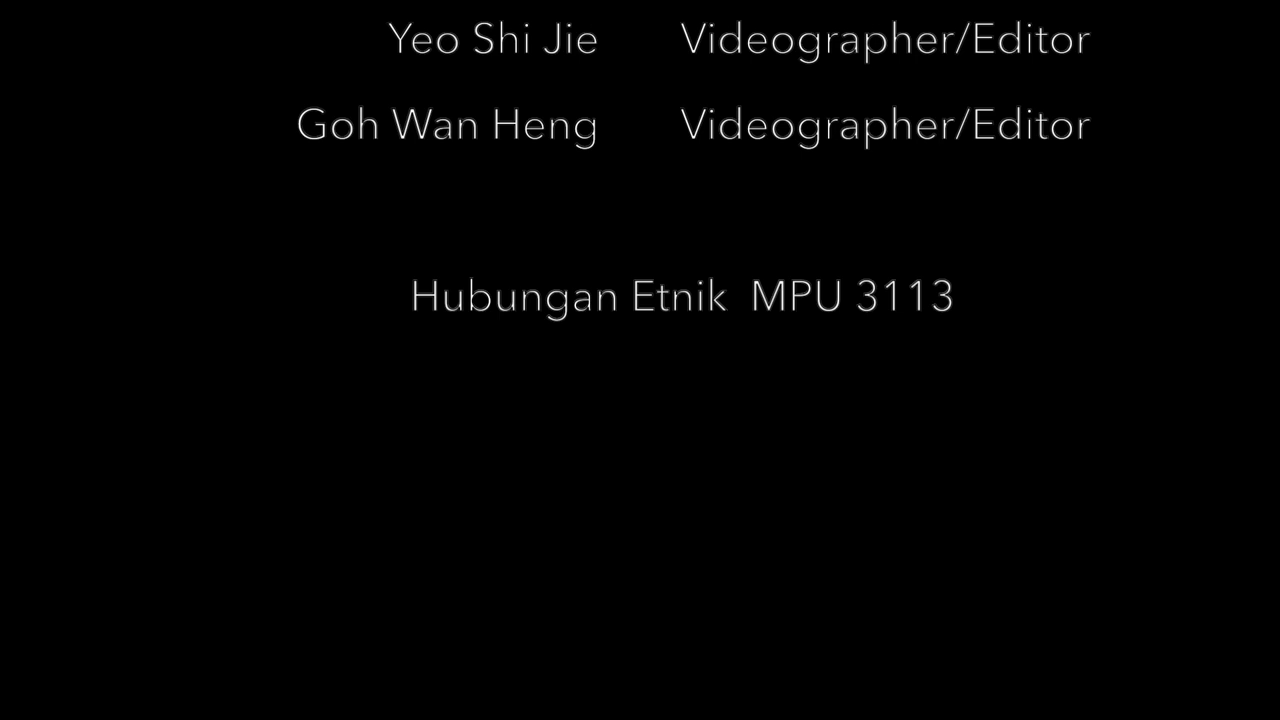 Yeo Shi Jie Videographer/Editor
Goh Wan Heng Videographer/Editor
Hubungan Etnik MPU 3113